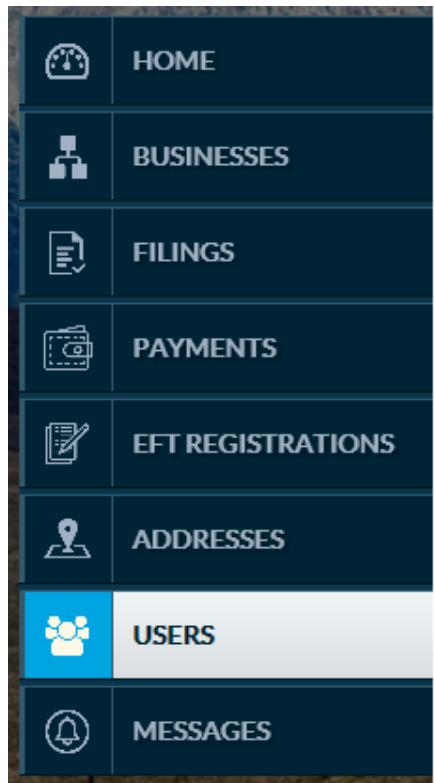 HOME
BUSINESSES
FILINGS
PAYMENTS
EFT REGISTRATIONS
ADDRESSES
USERS
MESSAGES